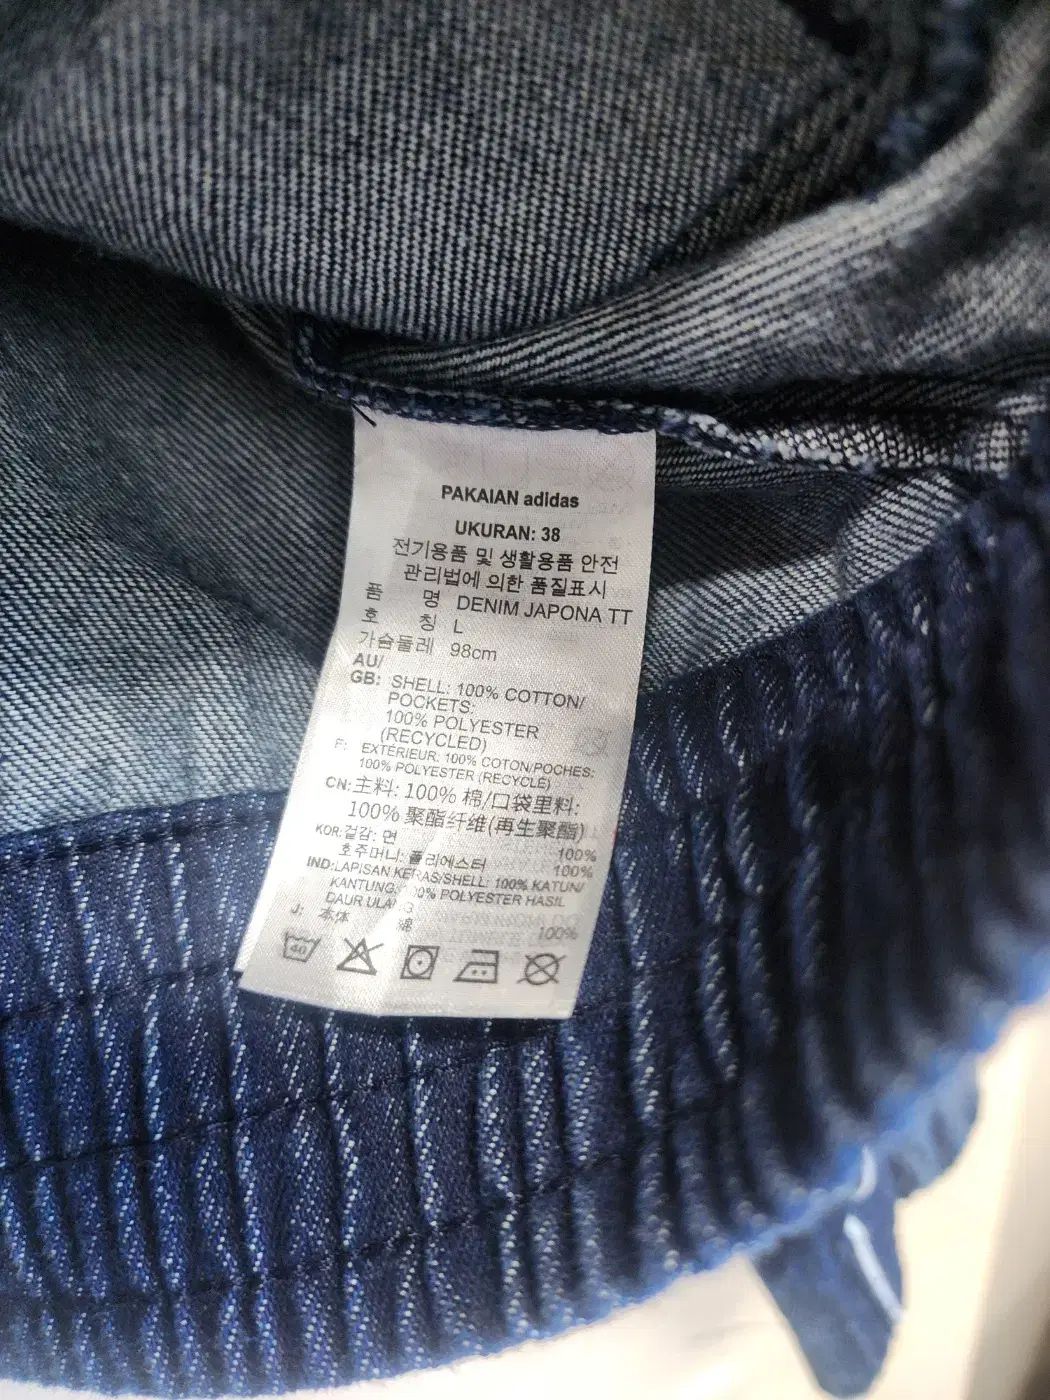 PAKAIAN adidas
UKURAN: 38
전기용품 및 생활용품 안전
관리법에 의한 품질표시
품 명 DENIM JAPONA TT
호 칭 L
가슴둘레 98cm
AU/
GB: SHELL: 100% COTTON/
POCKETS:
100% POLYESTER
(RECYCLED)
F: EXTÉRIEUR: 100% COTON/POCHES:
100% POLYESTER (RECYCLÉ)
CN: 主料: 100% 棉/口袋里料:
100% 聚酯纤维(再生聚酯)
KOR: 겉감: 면 100%
호주머니: 폴리에스터 100%
IND: LAPISAN KERAS/SHELL: 100% KATUN/
KANTUNG: POLYESTER HASIL
DAUR
J: 本体 綿 100%
40